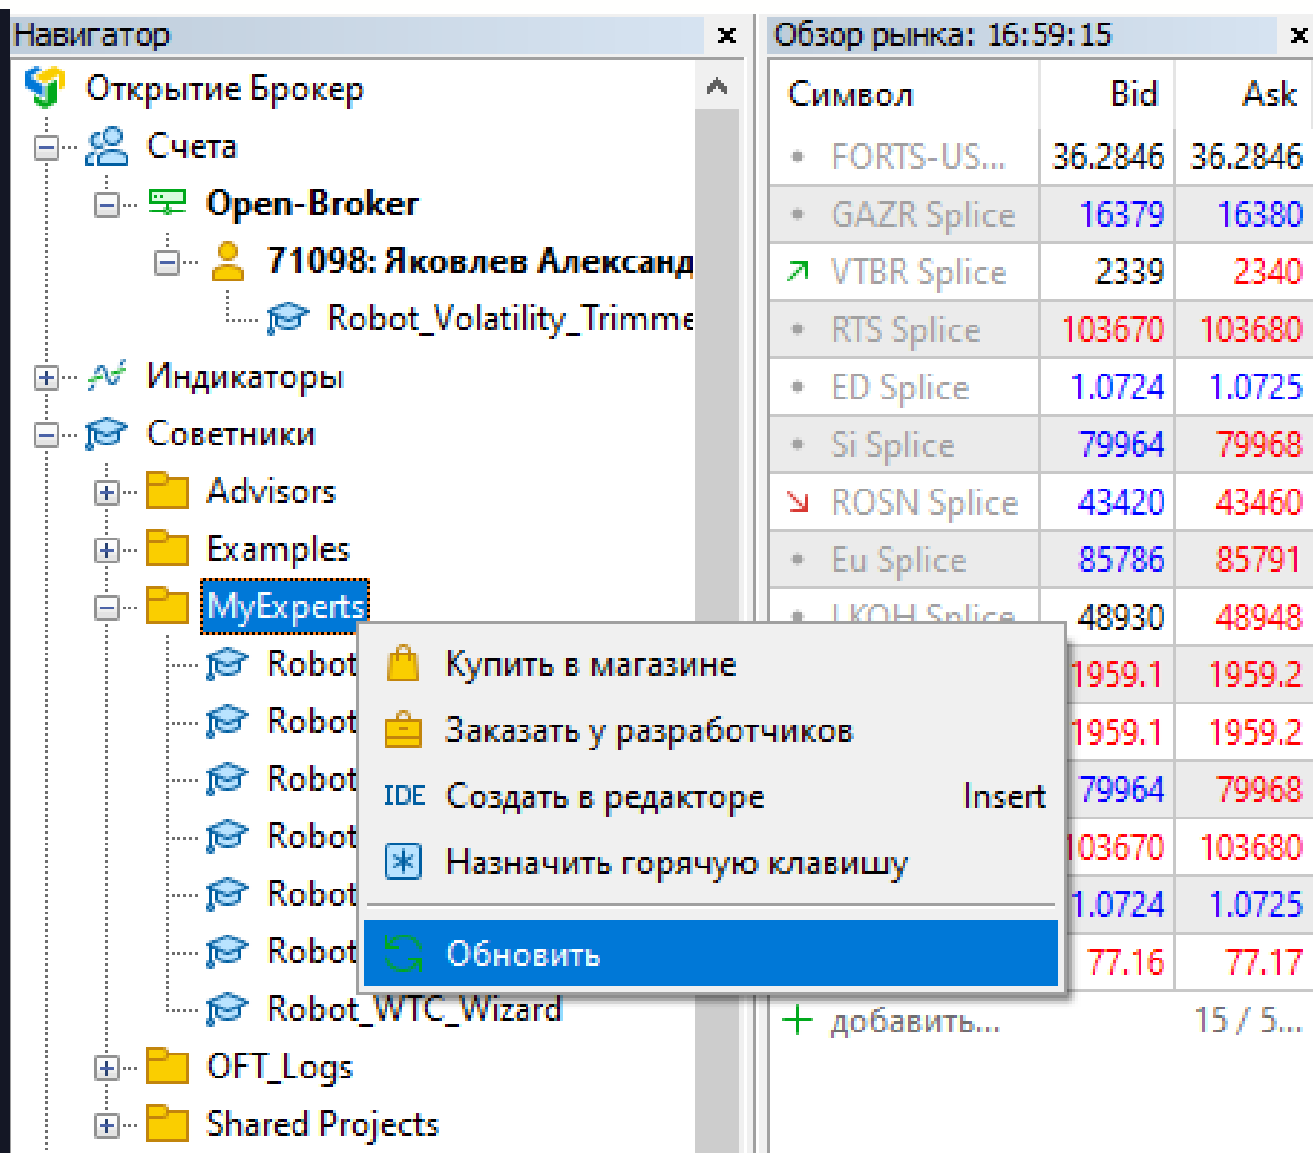 Навигатор
Открытие Брокер
Счета
Open-Broker
71098: Яковлев Александ
Robot_Volatility_Trimme
Индикаторы
Советники
Advisors
Examples
MyExperts
Robot
Robot
Robot
Robot
Robot
Robot
Robot_WTC_Wizard
OFT_Logs
Shared Projects
Купить в магазине
Заказать у разработчиков
IDE Создать в редакторе Insert
Назначить горячую клавишу
Обновить
Обзор рынка: 16:59:15
Символ Bid Ask
FORTS-US... 36.2846 36.2846
GAZR Splice 16379 16380
VTBR Splice 2339 2340
RTS Splice 103670 103680
ED Splice 1.0724 1.0725
Si Splice 79964 79968
ROSN Splice 43420 43460
Eu Splice 85786 85791
LKOH Splice 48930 48948
1959.1 1959.2
1959.1 1959.2
79964 79968
103670 103680
1.0724 1.0725
77.16 77.17
добавить... 15 / 5...